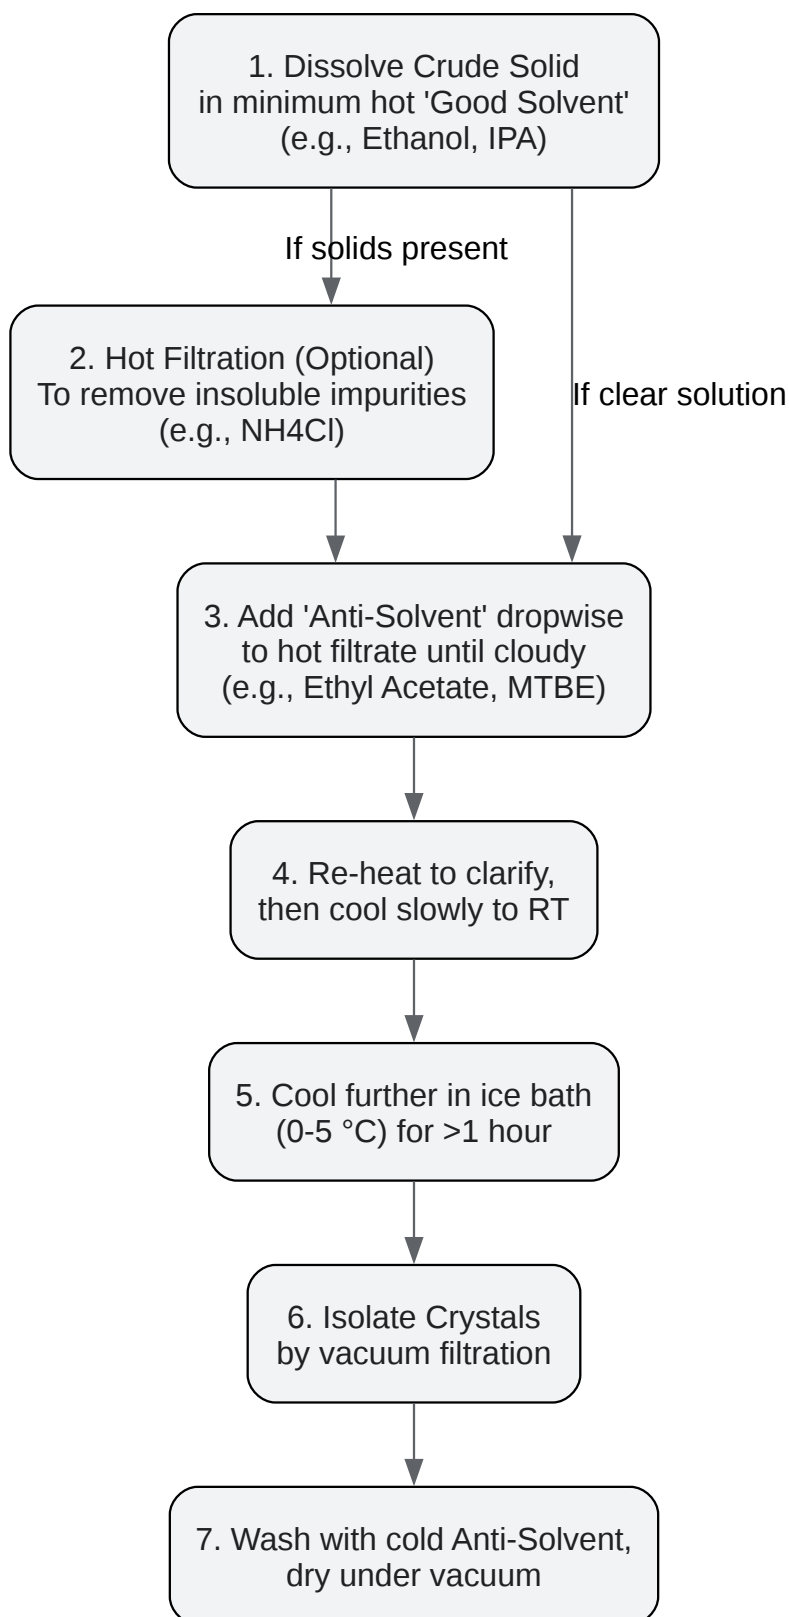 1. Dissolve Crude Solid
in minimum hot 'Good Solvent'
(e.g., Ethanol, IPA)
If solids present
2. Hot Filtration (Optional)
To remove insoluble impurities
(e.g., NH4Cl)
If clear solution
3. Add 'Anti-Solvent' dropwise
to hot filtrate until cloudy
(e.g., Ethyl Acetate, MTBE)
4. Re-heat to clarify,
then cool slowly to RT
5. Cool further in ice bath
(0-5 °C) for >1 hour
6. Isolate Crystals
by vacuum filtration
7. Wash with cold Anti-Solvent,
dry under vacuum